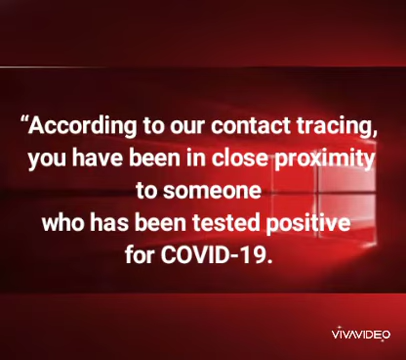 “According to our contact tracing,
you have been in close proximity
to someone
who has been tested positive
for COVID-19.
VIVAVIDEO